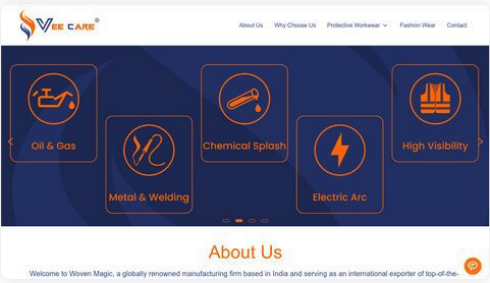 VEE CARE®
About Us Why Choose Us Protective Workwear Fashion Wear Contact
Oil & Gas
Chemical Splash
High Visibility
Metal & Welding
Electric Arc
About Us
Welcome to Woven Magic, a globally renowned manufacturing firm based in India and serving as an international exporter of top-of-the-